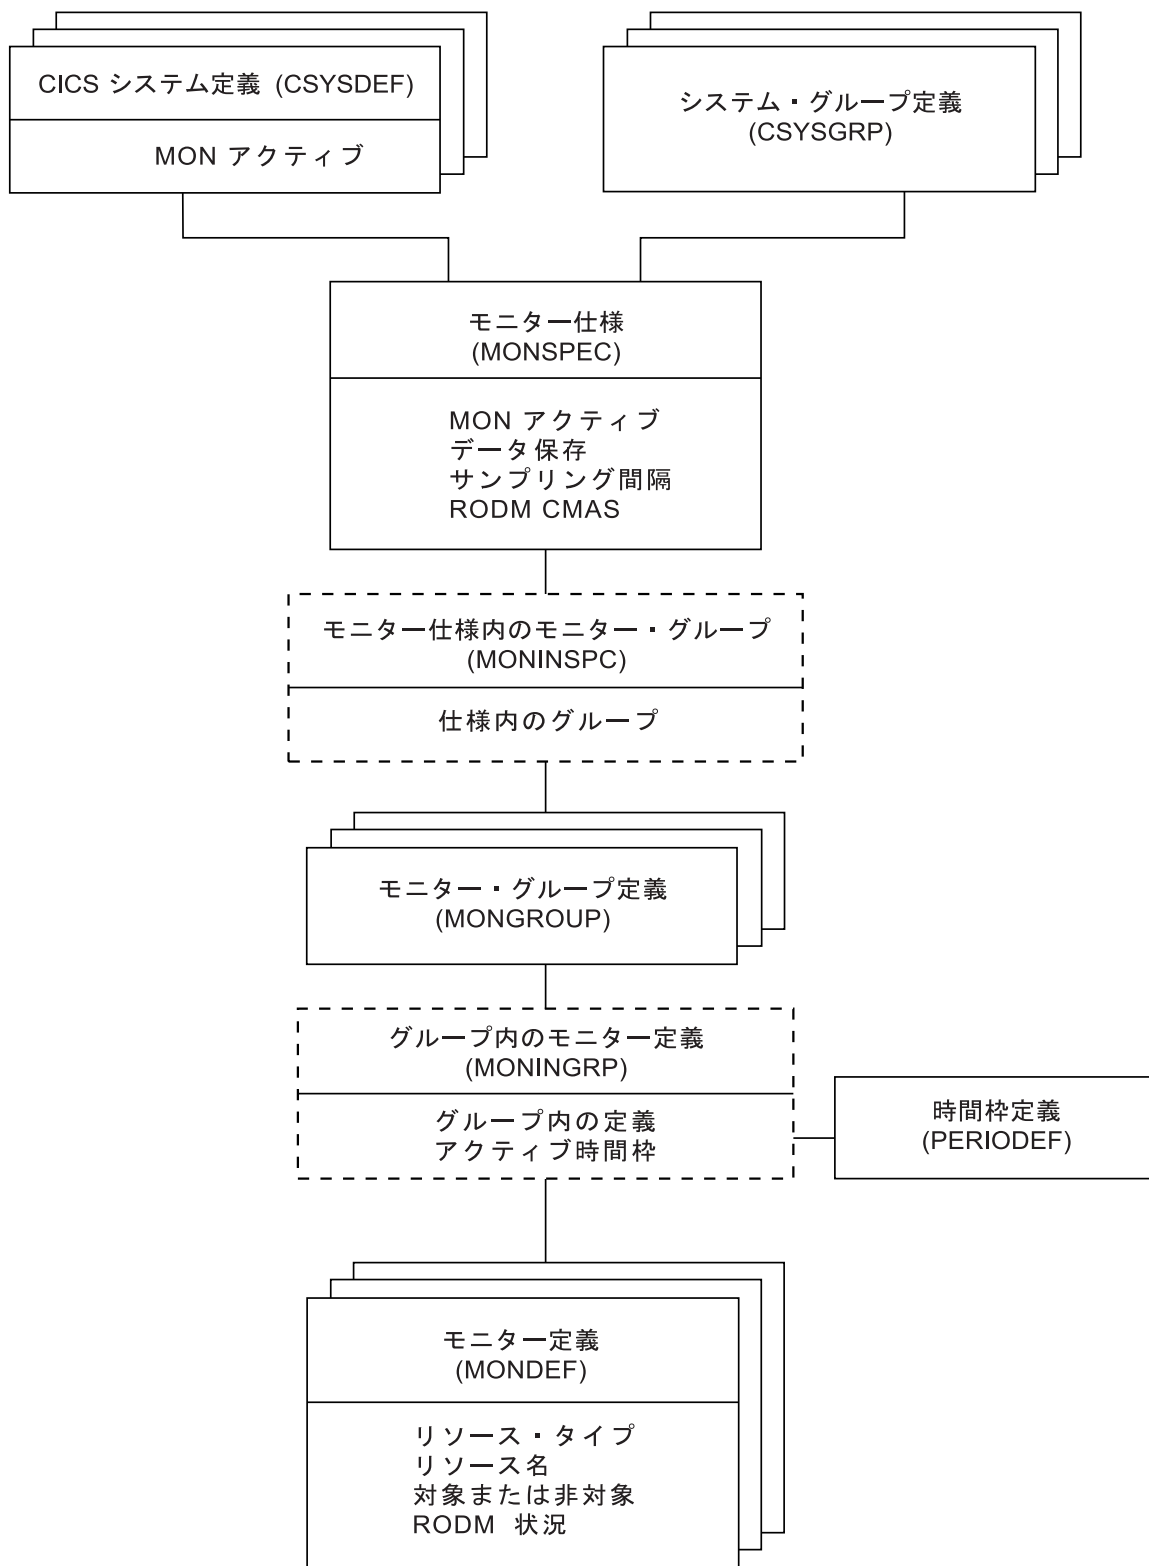 CICS システム定義 (CSYSDEF)
MON アクティブ
システム・グループ定義
(CSYSGRP)
モニター仕様
(MONSPEC)
MON アクティブ
データ保存
サンプリング間隔
RODM CMAS
モニター仕様内のモニター・グループ
(MONINSPC)
仕様内のグループ
モニター・グループ定義
(MONGROUP)
グループ内のモニター定義
(MONINGRP)
グループ内の定義
アクティブ時間枠
時間枠定義
(PERIODEF)
モニター定義
(MONDEF)
リソース・タイプ
リソース名
対象または非対象
RODM 状況